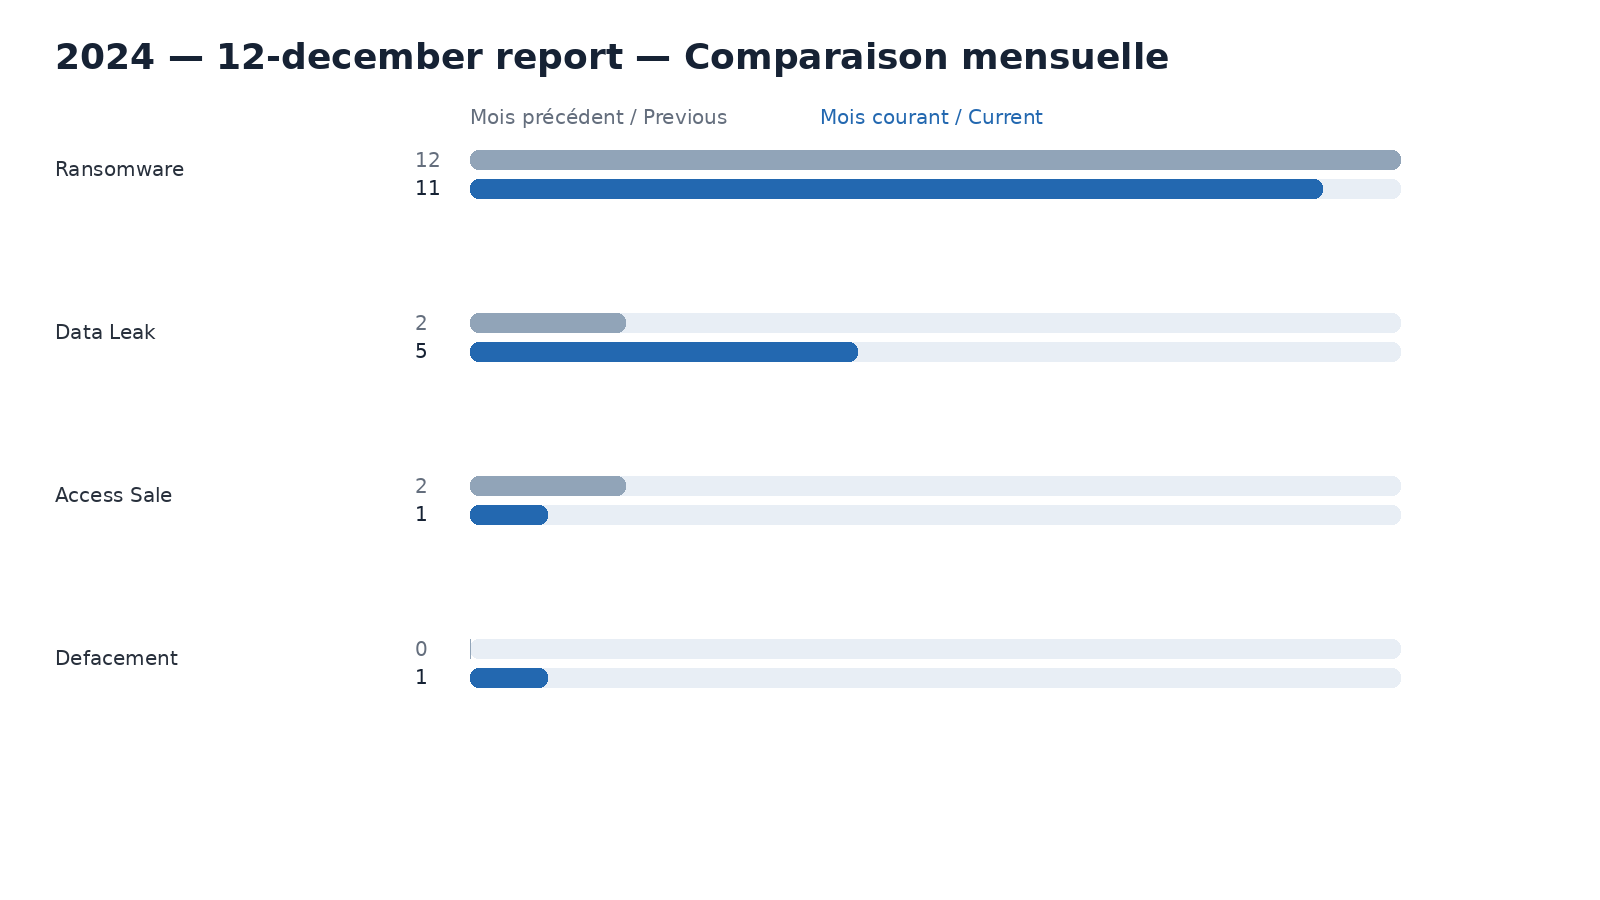 2024 — 12-december report — Comparaison mensuelle
Mois précédent / Previous Mois courant / Current
Ransomware
12
11
Data Leak
2
5
Access Sale
2
1
Defacement
0
1